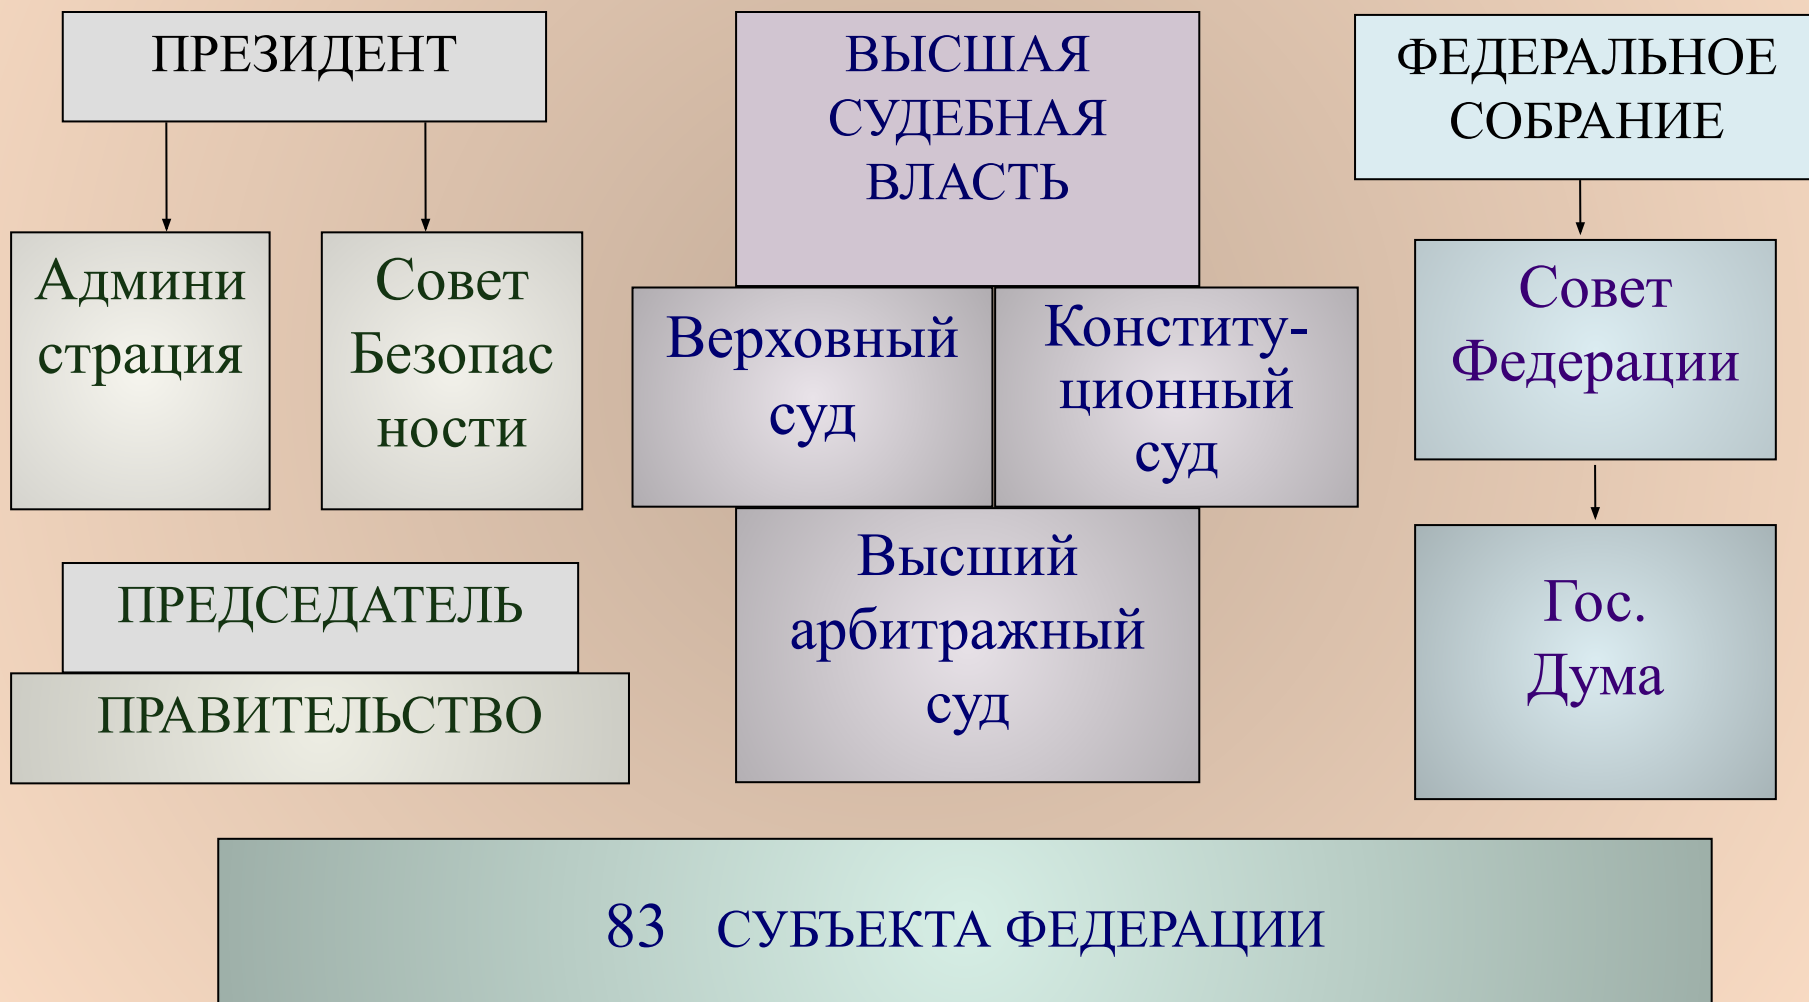 ПРЕЗИДЕНТ
Админи
страция
Совет
Безопас
ности
ПРЕДСЕДАТЕЛЬ
ПРАВИТЕЛЬСТВО
ВЫСШАЯ
СУДЕБНАЯ
ВЛАСТЬ
Верховный
суд
Конститу-
ционный
суд
Высший
арбитражный
суд
ФЕДЕРАЛЬНОЕ
СОБРАНИЕ
Совет
Федерации
Гос.
Дума
83 СУБЪЕКТА ФЕДЕРАЦИИ